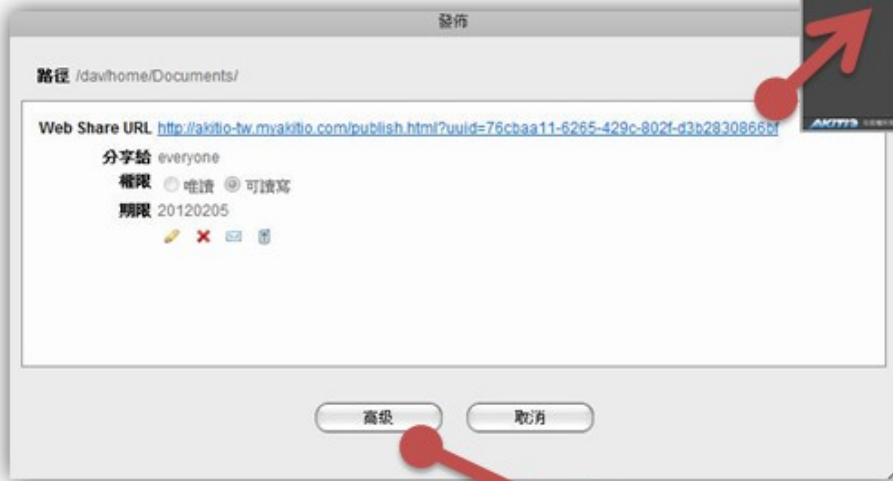 發佈
路徑 /dav/home/Documents/
Web Share URL http://akitio-tw.myakitio.com/publish.html?uuid=76cbaa11-6265-429c-802f-d3b2830866bf
分享給 everyone
權限 唯讀 可讀寫
期限 20120205
高級 取消
AKITIO